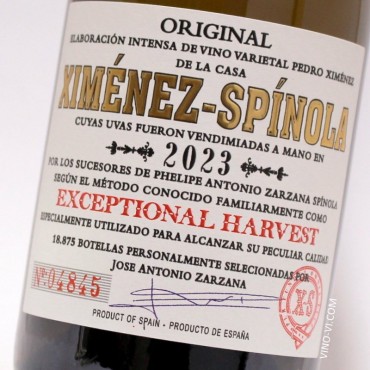 ORIGINAL
ELABORACIÓN INTENSA DE VINO VARIETAL PEDRO XIMÉNEZ
DE LA CASA
XIMÉNEZ-SPÍNOLA
CUYAS UVAS FUERON VENDIMIADAS A MANO EN
2023
POR LOS SUCESORES DE PHELIPE ANTONIO ZARZANA SPÍNOLA
SEGÚN EL MÉTODO CONOCIDO FAMILIARMENTE COMO
EXCEPTIONAL HARVEST
ESPECIALMENTE UTILIZADO PARA ALCANZAR SU PECULIAR CALIDAD
18.875 BOTELLAS PERSONALMENTE SELECCIONADAS POR
JOSE ANTONIO ZARZANA
Nº 04845
XS
PRODUCT OF SPAIN - PRODUCTO DE ESPAÑA
VINO-VI.COM